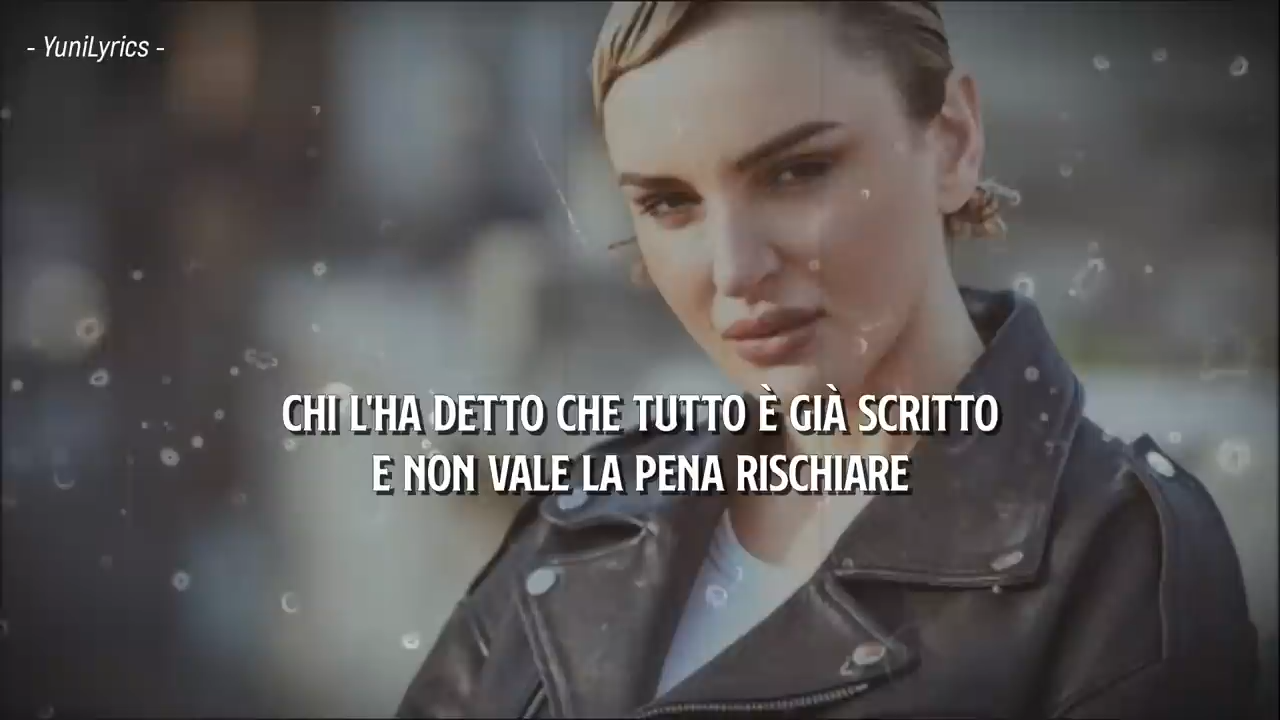 - YuniLyrics -
CHI L'HA DETTO CHE TUTTO È GIÀ SCRITTO
E NON VALE LA PENA RISCHIARE